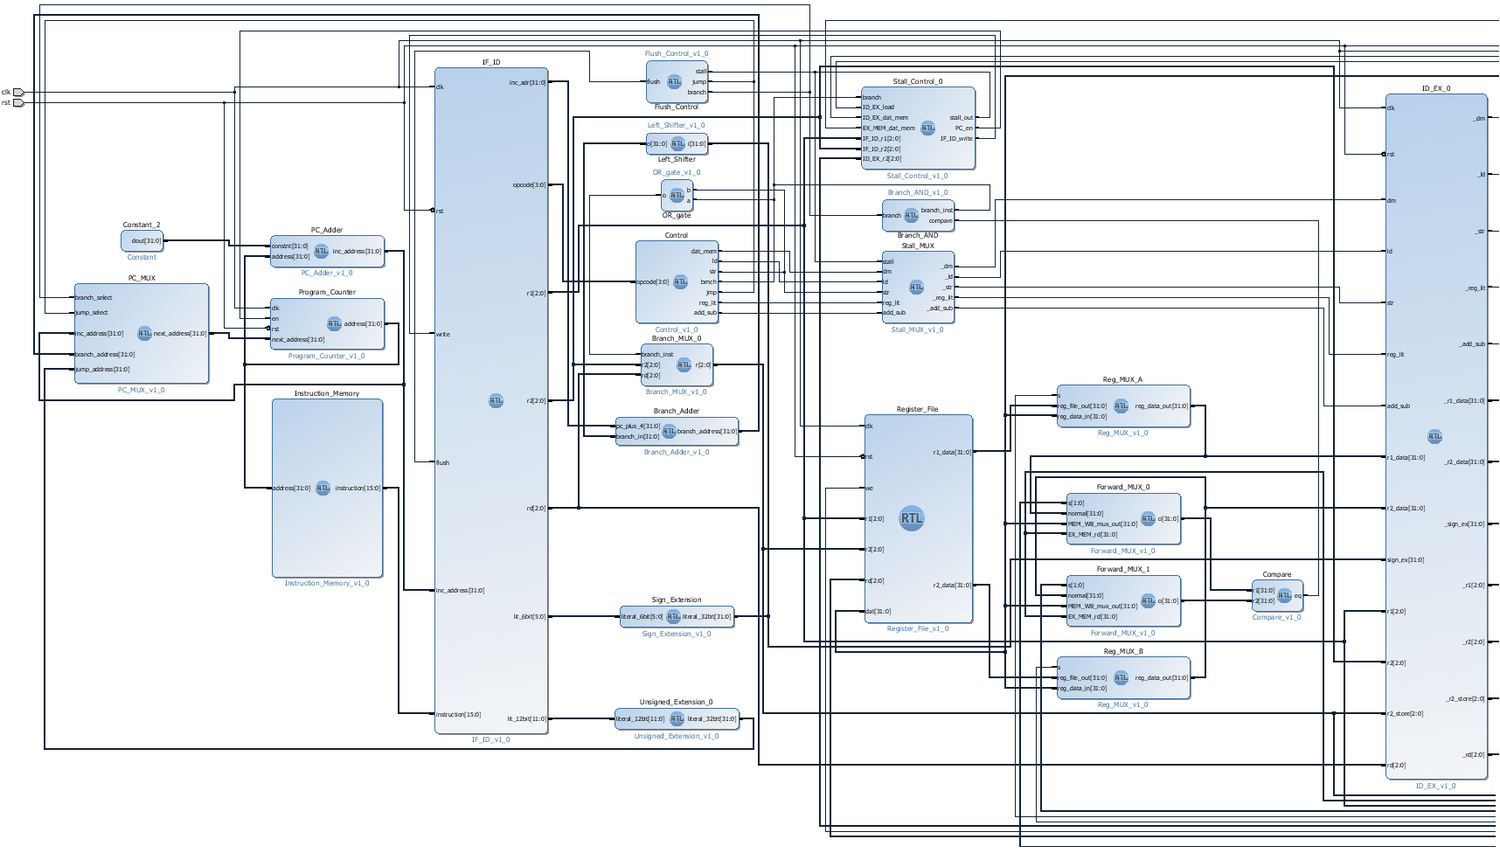 clk
rst
Constant_2
dout[31:0]
Constant
PC_MUX
branch_select
jump_select
inc_address[31:0]
branch_address[31:0]
jump_address[31:0]
RTL
next_address[31:0]
PC_MUX_v1_0
PC_Adder
constnt[31:0]
address[31:0]
RTL
inc_address[31:0]
PC_Adder_v1_0
Program_Counter
clk
en
rst
next_address[31:0]
RTL
address[31:0]
Program_Counter_v1_0
Instruction_Memory
address[31:0]
RTL
instruction[15:0]
Instruction_Memory_v1_0
IF_ID
clk
rst
write
flush
inc_address[31:0]
instruction[15:0]
RTL
inc_adr[31:0]
opcode[3:0]
r1[2:0]
r2[2:0]
rd[2:0]
lit_6bit[5:0]
lit_12bit[11:0]
IF_ID_v1_0
Flush_Control_v1_0
flush
RTL
stall
jump
branch
Flush_Control
Left_Shifter_v1_0
o[31:0]
RTL
i[31:0]
Left_Shifter
OR_gate_v1_0
o
RTL
b
a
OR_gate
Control
opcode[3:0]
RTL
dat_mem
ld
str
brnch
jmp
reg_lit
add_sub
Control_v1_0
Branch_MUX_0
branch_inst
r2[2:0]
rd[2:0]
RTL
r[2:0]
Branch_MUX_v1_0
Branch_Adder
pc_plus_4[31:0]
branch_in[31:0]
RTL
branch_address[31:0]
Branch_Adder_v1_0
Sign_Extension
literal_6bit[5:0]
RTL
literal_32bit[31:0]
Sign_Extension_v1_0
Unsigned_Extension_0
literal_12bit[11:0]
RTL
literal_32[31:0]
Unsigned_Extension_v1_0
Stall_Control_0
branch
ID_EX_load
ID_EX_dat_mem
EX_MEM_dat_mem
IF_ID_r1[2:0]
IF_ID_r2[2:0]
ID_EX_r2[2:0]
RTL
stall_out
PC_en
IF_ID_write
Stall_Control_v1_0
Branch_AND_v1_0
branch
RTL
branch_inst
compare
Branch_AND
Stall_MUX
stall
dm
ld
str
reg_lit
add_sub
RTL
_dm
_ld
_str
_reg_lit
_add_sub
Stall_MUX_v1_0
Register_File
clk
rst
we
r1[2:0]
r2[2:0]
rd[2:0]
dat[31:0]
RTL
r1_data[31:0]
r2_data[31:0]
Register_File_v1_0
Reg_MUX_A
s
reg_file_out[31:0]
reg_data_in[31:0]
RTL
reg_data_out[31:0]
Reg_MUX_v1_0
Forward_MUX_0
s[1:0]
normal[31:0]
MEM_WB_mux_out[31:0]
EX_MEM_rd[31:0]
RTL
o[31:0]
Forward_MUX_v1_0
Forward_MUX_1
s[1:0]
normal[31:0]
MEM_WB_mux_out[31:0]
EX_MEM_rd[31:0]
RTL
o[31:0]
Forward_MUX_v1_0
Reg_MUX_B
s
reg_file_out[31:0]
reg_data_in[31:0]
RTL
reg_data_out[31:0]
Reg_MUX_v1_0
Compare
r1[31:0]
r2[31:0]
RTL
eq
Compare_v1_0
ID_EX_0
clk
rst
dm
ld
str
reg_lit
add_sub
r1_data[31:0]
r2_data[31:0]
sign_ex[31:0]
r1[2:0]
r2[2:0]
r2_store[2:0]
rd[2:0]
RTL
_dm
_ld
_str
_reg_lit
_add_sub
_r1_data[31:0]
_r2_data[31:0]
_sign_ex[31:0]
_r1[2:0]
_r2[2:0]
_r2_store[2:0]
_rd[2:0]
ID_EX_v1_0